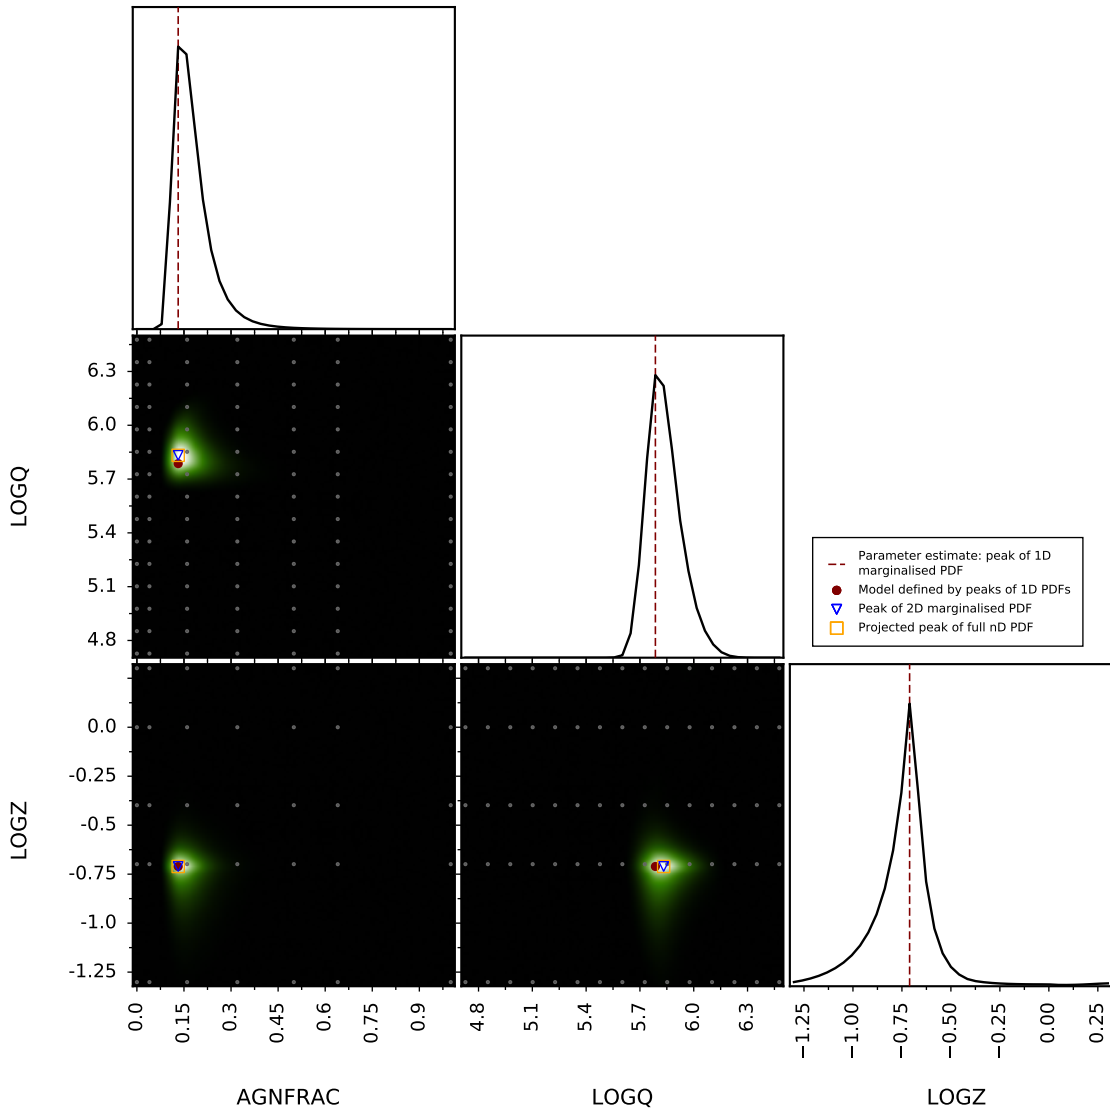 6.3
6.0
5.7
5.4
5.1
4.8
LOGQ
Parameter estimate: peak of 1D
marginalised PDF
Model defined by peaks of 1D PDFs
Peak of 2D marginalised PDF
Projected peak of full nD PDF
0.0
-0.25
-0.5
-0.75
-1.0
-1.25
LOGZ
0.0 0.15 0.3 0.45 0.6 0.75 0.9
4.8 5.1 5.4 5.7 6.0 6.3
−1.25 −1.00 −0.75 −0.50 −0.25 0.00 0.25
AGNFRAC LOGQ LOGZ